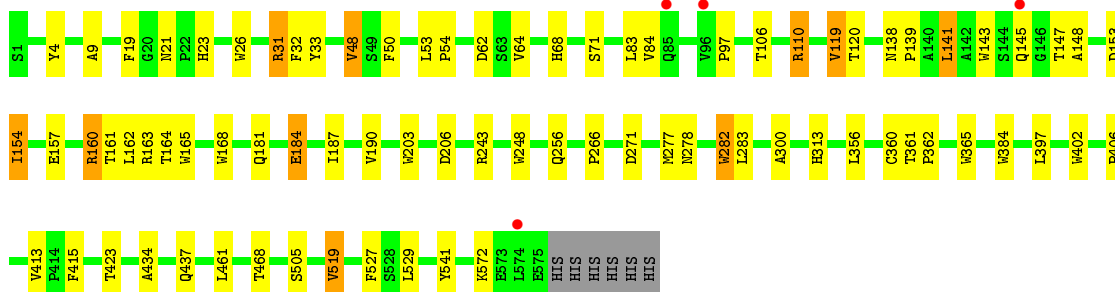 S1 Y4 A9 F19 G20 N21 P22 H23 W26 R31 F32 Y33 V48 S49 F50 L53 P54 D62 S63 V64 H68 S71 L83 V84 Q85 V96 P97 T106 R110 V119 T120 N138 P139 A140 L141 A142 W143 S144 Q145 G146 T147 A148 D153
I154 E157 R160 T161 L162 R163 T164 W165 W168 Q181 E184 I187 V190 W203 D206 R243 W248 Q256 P266 D271 M277 N278 W282 L283 A300 H313 L356 C360 T361 P362 W365 W384 L397 W402 P406
V413 P414 F415 T423 A434 Q437 L461 T468 S505 V519 F527 S528 L529 Y541 K572 E573 L574 E575 HIS HIS HIS HIS HIS HIS